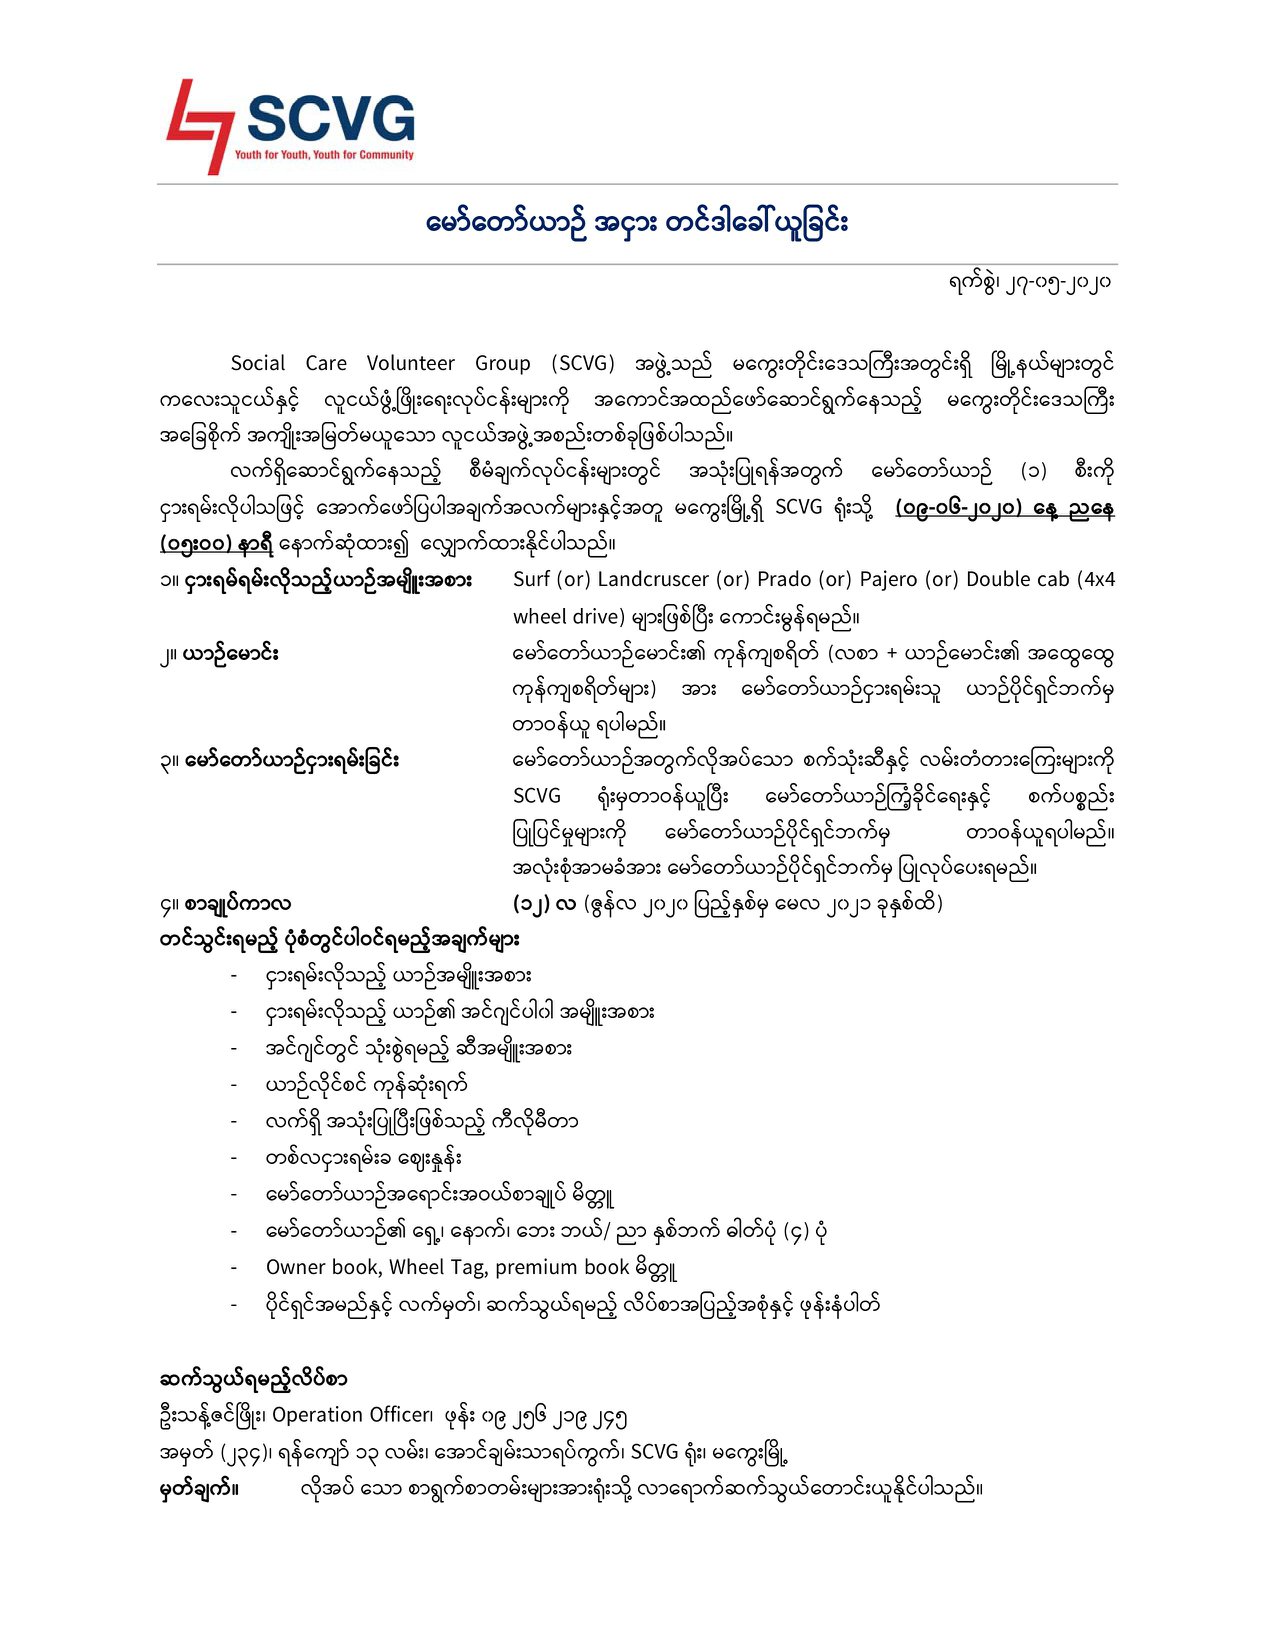 SCVG
Youth for Youth, Youth for Community
မော်တော်ယာဉ် အငှား တင်ဒါခေါ်ယူခြင်း
ရက်စွဲ၊ ၂၇-၀၅-၂၀၂၀
Social Care Volunteer Group (SCVG) အဖွဲ့သည် မကွေးတိုင်းဒေသကြီးအတွင်းရှိ မြို့နယ်များတွင်
ကလေးသူငယ်နှင့် လူငယ်ဖွံ့ဖြိုးရေးလုပ်ငန်းများကို အကောင်အထည်ဖော်ဆောင်ရွက်နေသည့် မကွေးတိုင်းဒေသကြီး
အခြေစိုက် အကျိုးအမြတ်မယူသော လူငယ်အဖွဲ့အစည်းတစ်ခုဖြစ်ပါသည်။
လက်ရှိဆောင်ရွက်နေသည့် စီမံချက်လုပ်ငန်းများတွင် အသုံးပြုရန်အတွက် မော်တော်ယာဉ် (၁) စီးကို
ငှားရမ်းလိုပါသဖြင့် အောက်ဖော်ပြပါအချက်အလက်များနှင့်အတူ မကွေးမြို့ရှိ SCVG ရုံးသို့ (၀၉-၀၆-၂၀၂၀) နေ့ ညနေ
(၀၅း၀၀) နာရီ နောက်ဆုံးထား၍ လျှောက်ထားနိုင်ပါသည်။
၁။ ငှားရမ်ရမ်းလိုသည့်ယာဉ်အမျိူးအစား Surf (or) Landcruscer (or) Prado (or) Pajero (or) Double cab (4x4
wheel drive) များဖြစ်ပြီး ကောင်းမွန်ရမည်။
၂။ ယာဉ်မောင်း မော်တော်ယာဉ်မောင်း၏ ကုန်ကျစရိတ် (လစာ + ယာဉ်မောင်း၏ အထွေထွေ
ကုန်ကျစရိတ်များ) အား မော်တော်ယာဉ်ငှားရမ်းသူ ယာဉ်ပိုင်ရှင်ဘက်မှ
တာဝန်ယူ ရပါမည်။
၃။ မော်တော်ယာဉ်ငှားရမ်းခြင်း မော်တော်ယာဉ်အတွက်လိုအပ်သော စက်သုံးဆီနှင့် လမ်းတံတားကြေးများကို
SCVG ရုံးမှတာဝန်ယူပြီး မော်တော်ယာဉ်ကြံ့ခိုင်ရေးနှင့် စက်ပစ္စည်း
ပြုပြင်မှုများကို မော်တော်ယာဉ်ပိုင်ရှင်ဘက်မှ တာဝန်ယူရပါမည်။
အလုံးစုံအာမခံအား မော်တော်ယာဉ်ပိုင်ရှင်ဘက်မှ ပြုလုပ်ပေးရမည်။
၄။ စာချုပ်ကာလ (၁၂) လ (ဇွန်လ ၂၀၂၀ ပြည့်နှစ်မှ မေလ ၂၀၂၁ ခုနှစ်ထိ)
တင်သွင်းရမည့် ပုံစံတွင်ပါဝင်ရမည့်အချက်များ
- ငှားရမ်းလိုသည့် ယာဉ်အမျိူးအစား
- ငှားရမ်းလိုသည့် ယာဉ်၏ အင်ဂျင်ပါဝါ အမျိူးအစား
- အင်ဂျင်တွင် သုံးစွဲရမည့် ဆီအမျိူးအစား
- ယာဉ်လိုင်စင် ကုန်ဆုံးရက်
- လက်ရှိ အသုံးပြုပြီးဖြစ်သည့် ကီလိုမီတာ
- တစ်လငှားရမ်းခ ဈေးနှုန်း
- မော်တော်ယာဉ်အရောင်းအဝယ်စာချုပ် မိတ္တူ
- မော်တော်ယာဉ်၏ ရှေ့၊ နောက်၊ ဘေး ဘယ်/ ညာ နှစ်ဘက် ဓါတ်ပုံ (၄) ပုံ
- Owner book, Wheel Tag, premium book မိတ္တူ
- ပိုင်ရှင်အမည်နှင့် လက်မှတ်၊ ဆက်သွယ်ရမည့် လိပ်စာအပြည့်အစုံနှင့် ဖုန်းနံပါတ်
ဆက်သွယ်ရမည့်လိပ်စာ
ဦးသန့်ဇင်ဖြိုး၊ Operation Officer၊ ဖုန်း ၀၉ ၂၅၆ ၂၁၉ ၂၄၅
အမှတ် (၂၃၄)၊ ရန်ကျော် ၁၃ လမ်း၊ အောင်ချမ်းသာရပ်ကွက်၊ SCVG ရုံး၊ မကွေးမြို့
မှတ်ချက်။ လိုအပ် သော စာရွက်စာတမ်းများအားရုံးသို့ လာရောက်ဆက်သွယ်တောင်းယူနိုင်ပါသည်။